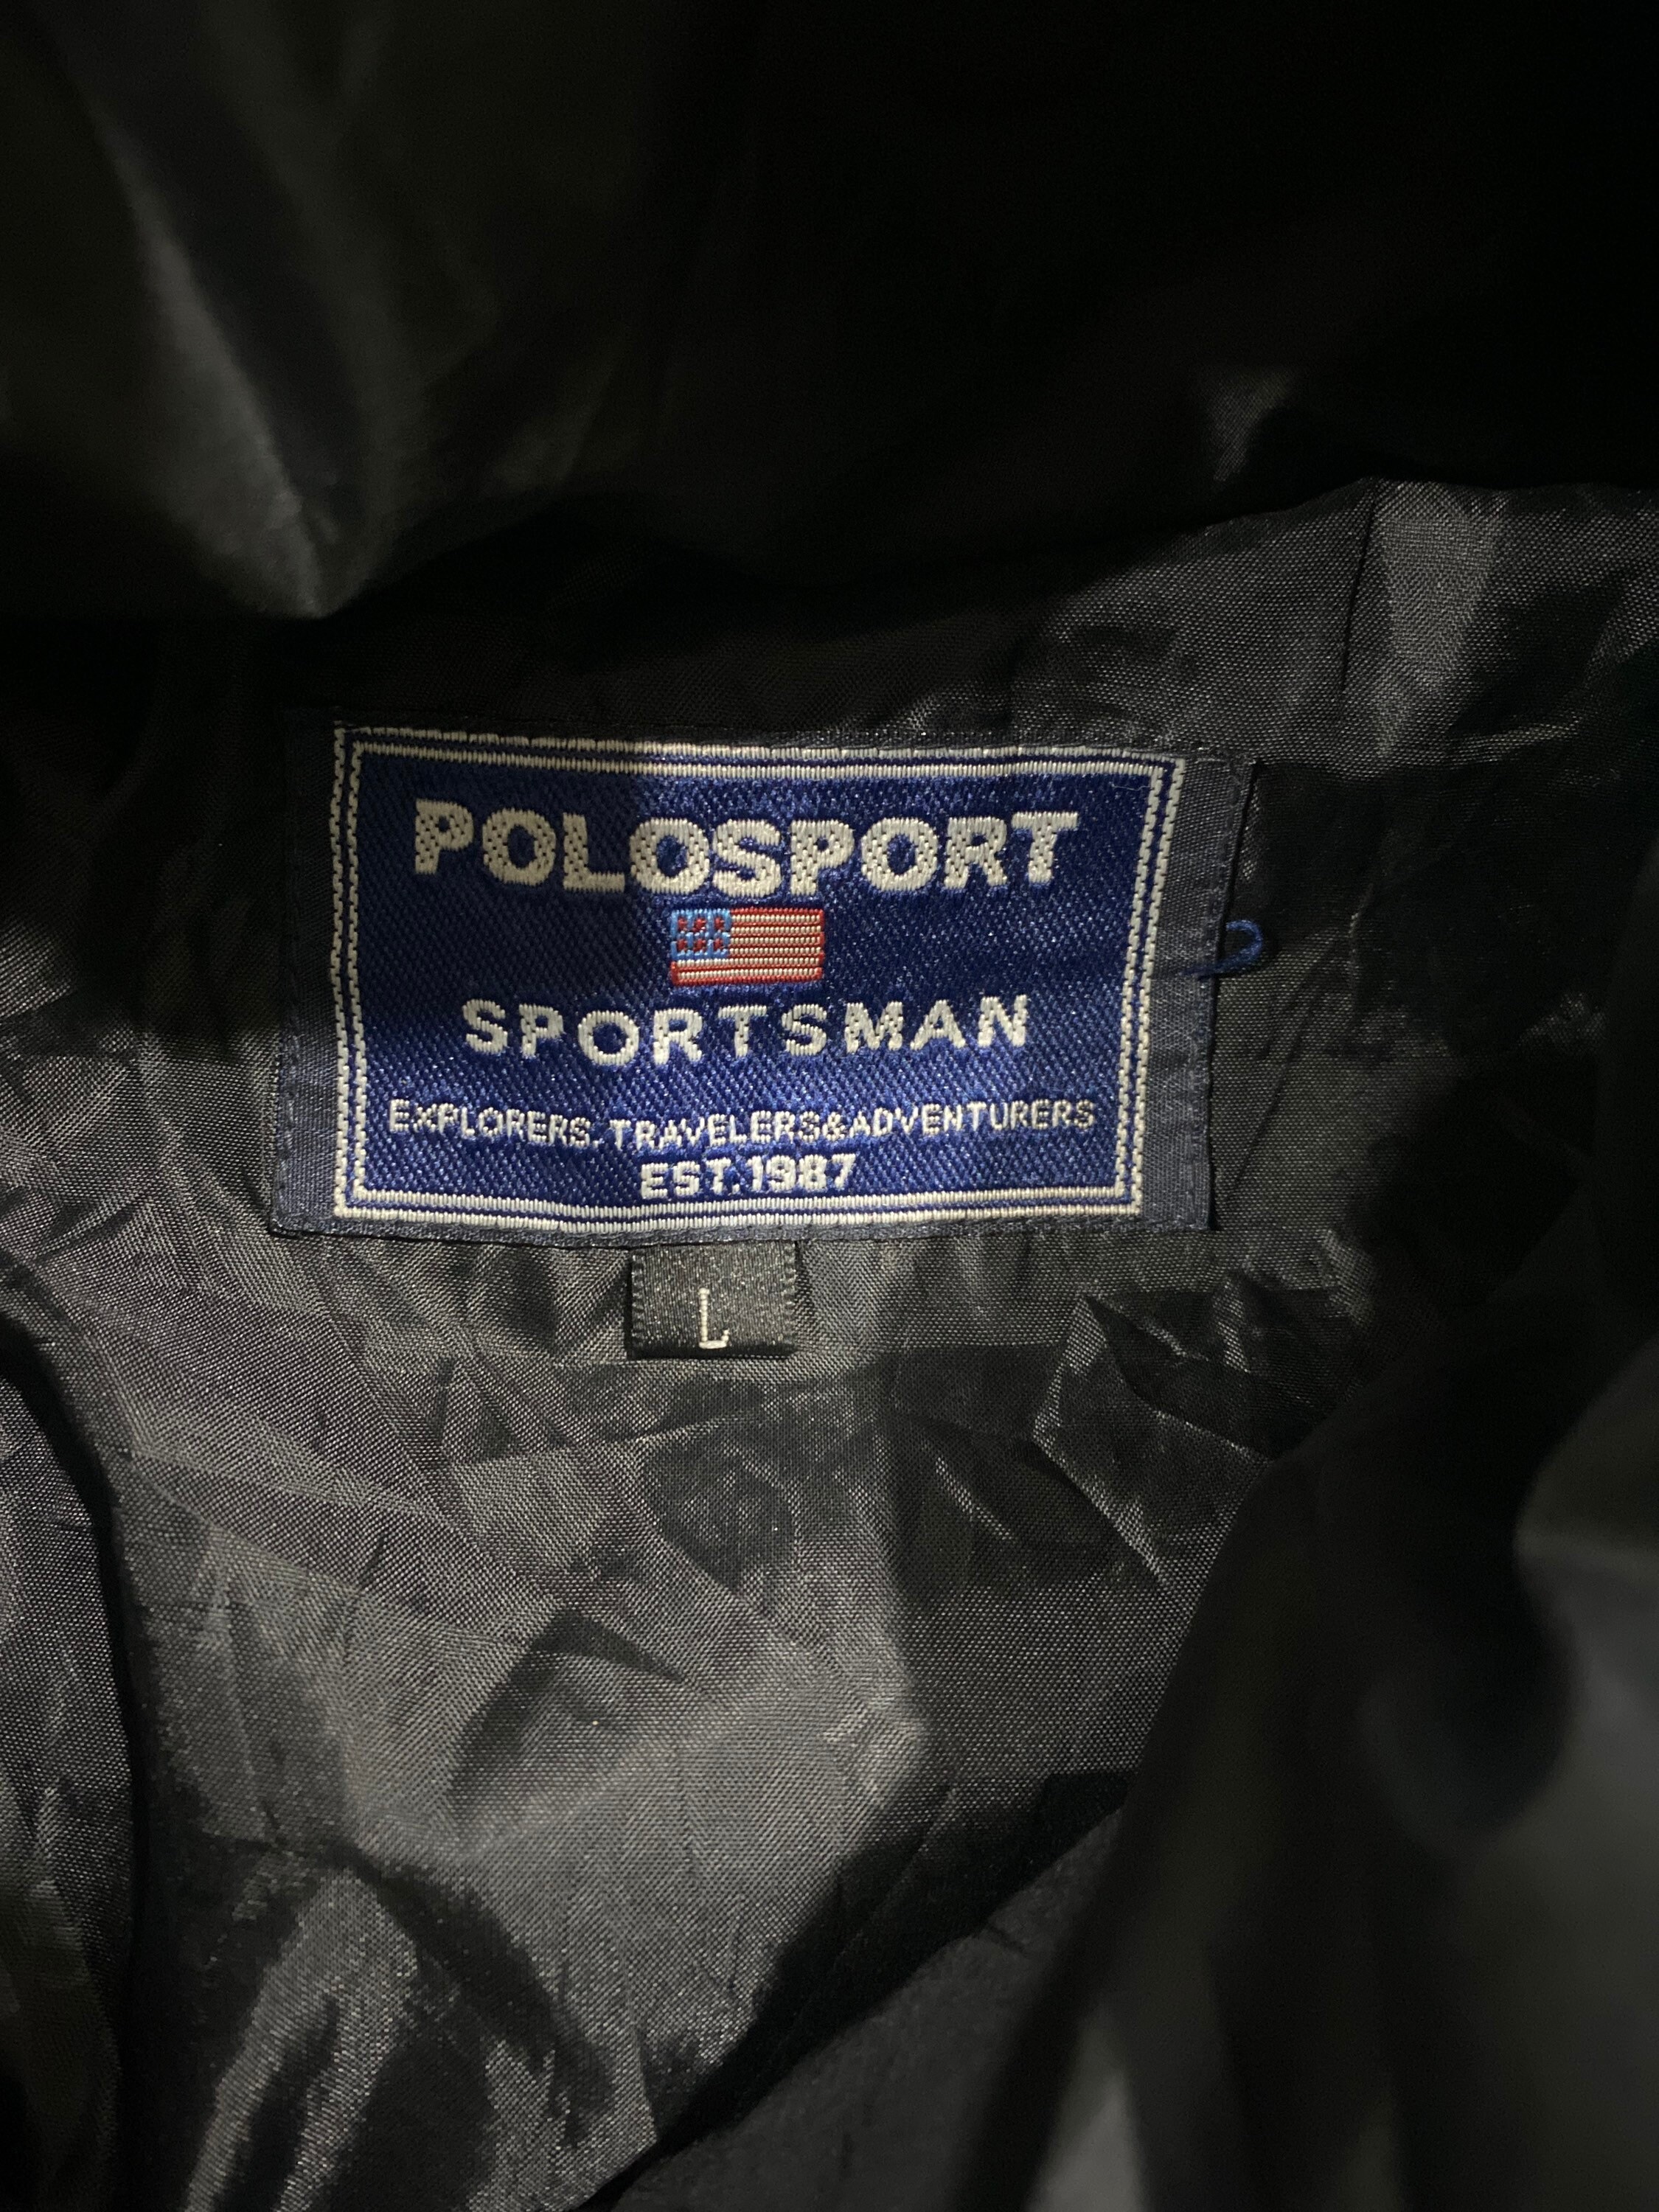 POLOSPORT
SPORTSMAN
EXPLORERS. TRAVELERS&ADVENTURERS
EST.1987
L